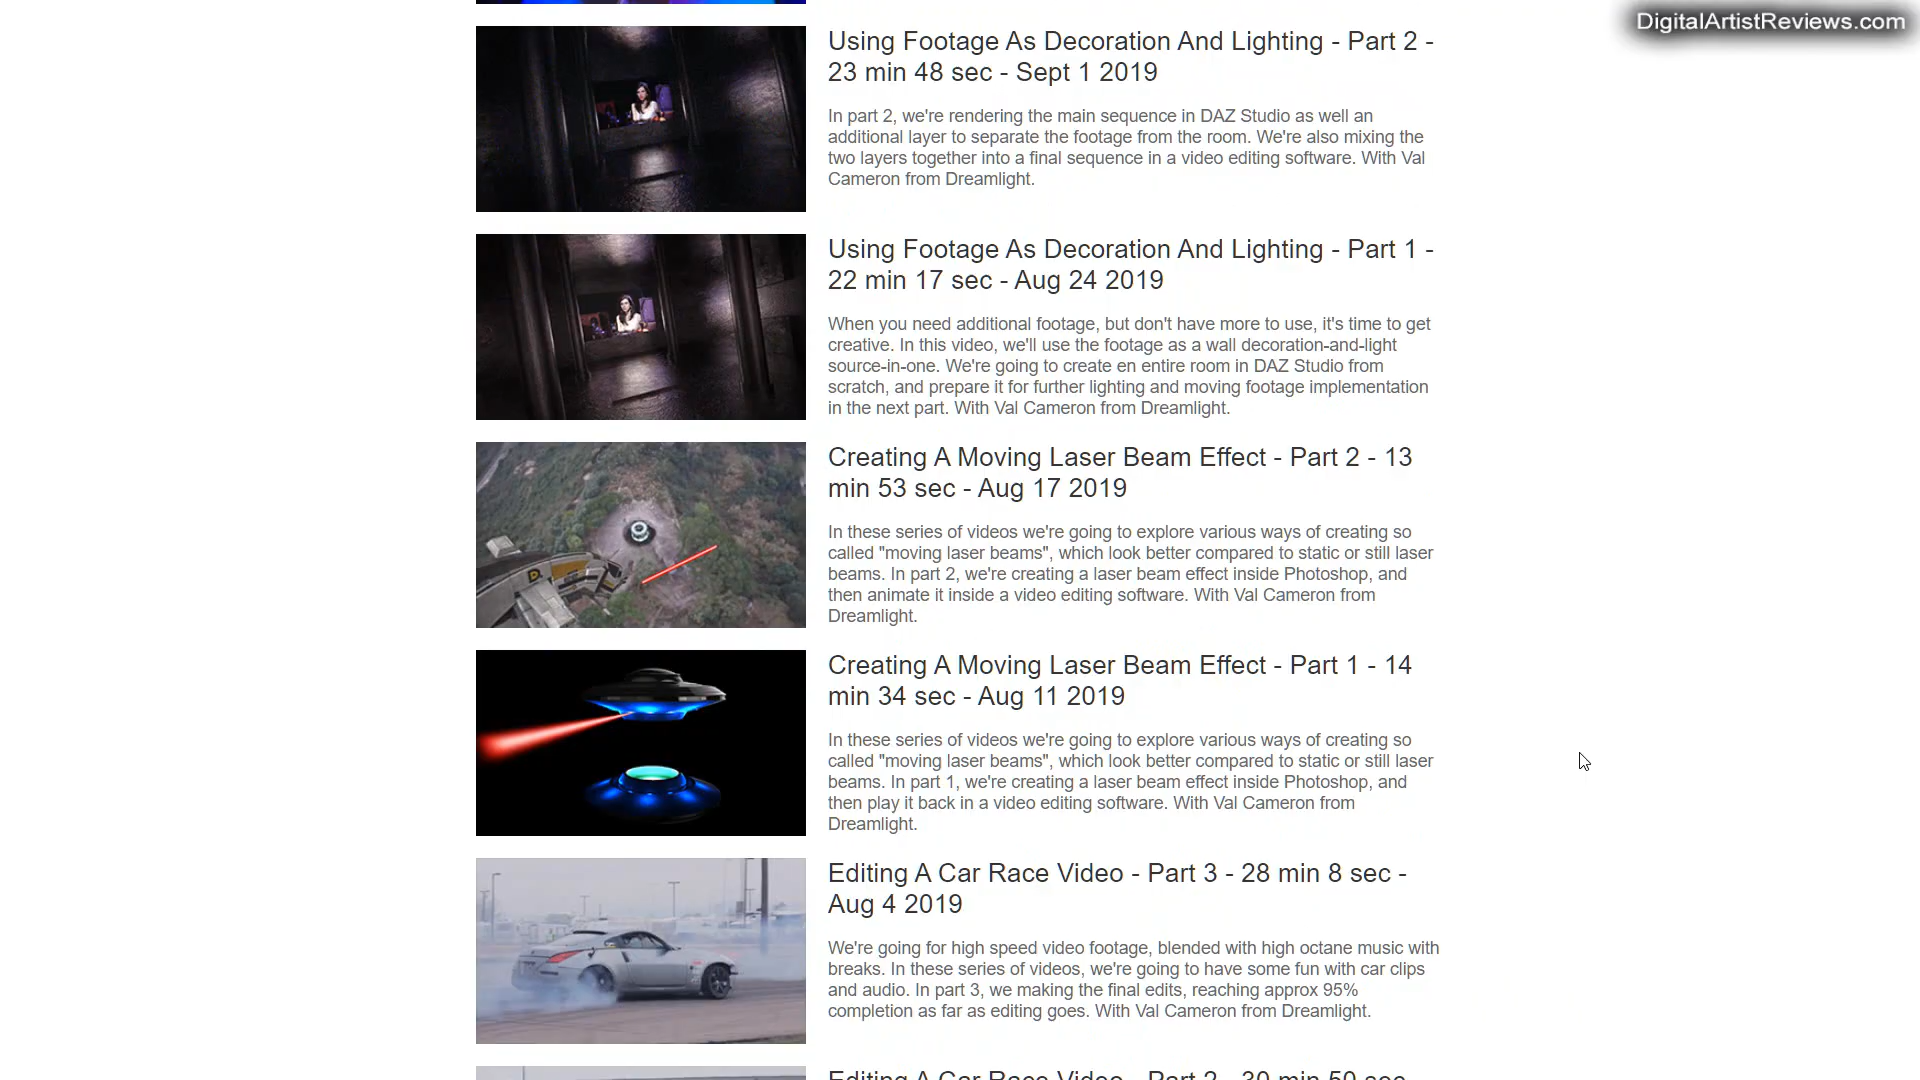 DigitalArtistReviews.com
Using Footage As Decoration And Lighting - Part 2 -
23 min 48 sec - Sept 1 2019
In part 2, we're rendering the main sequence in DAZ Studio as well an
additional layer to separate the footage from the room. We're also mixing the
two layers together into a final sequence in a video editing software. With Val
Cameron from Dreamlight.
Using Footage As Decoration And Lighting - Part 1 -
22 min 17 sec - Aug 24 2019
When you need additional footage, but don't have more to use, it's time to get
creative. In this video, we'll use the footage as a wall decoration-and-light
source-in-one. We're going to create en entire room in DAZ Studio from
scratch, and prepare it for further lighting and moving footage implementation
in the next part. With Val Cameron from Dreamlight.
Creating A Moving Laser Beam Effect - Part 2 - 13
min 53 sec - Aug 17 2019
In these series of videos we're going to explore various ways of creating so
called "moving laser beams", which look better compared to static or still laser
beams. In part 2, we're creating a laser beam effect inside Photoshop, and
then animate it inside a video editing software. With Val Cameron from
Dreamlight.
Creating A Moving Laser Beam Effect - Part 1 - 14
min 34 sec - Aug 11 2019
In these series of videos we're going to explore various ways of creating so
called "moving laser beams", which look better compared to static or still laser
beams. In part 1, we're creating a laser beam effect inside Photoshop, and
then play it back in a video editing software. With Val Cameron from
Dreamlight.
Editing A Car Race Video - Part 3 - 28 min 8 sec -
Aug 4 2019
We're going for high speed video footage, blended with high octane music with
breaks. In these series of videos, we're going to have some fun with car clips
and audio. In part 3, we making the final edits, reaching approx 95%
completion as far as editing goes. With Val Cameron from Dreamlight.
Editing A Car Race Video - Part 2 - 30 min 50 sec